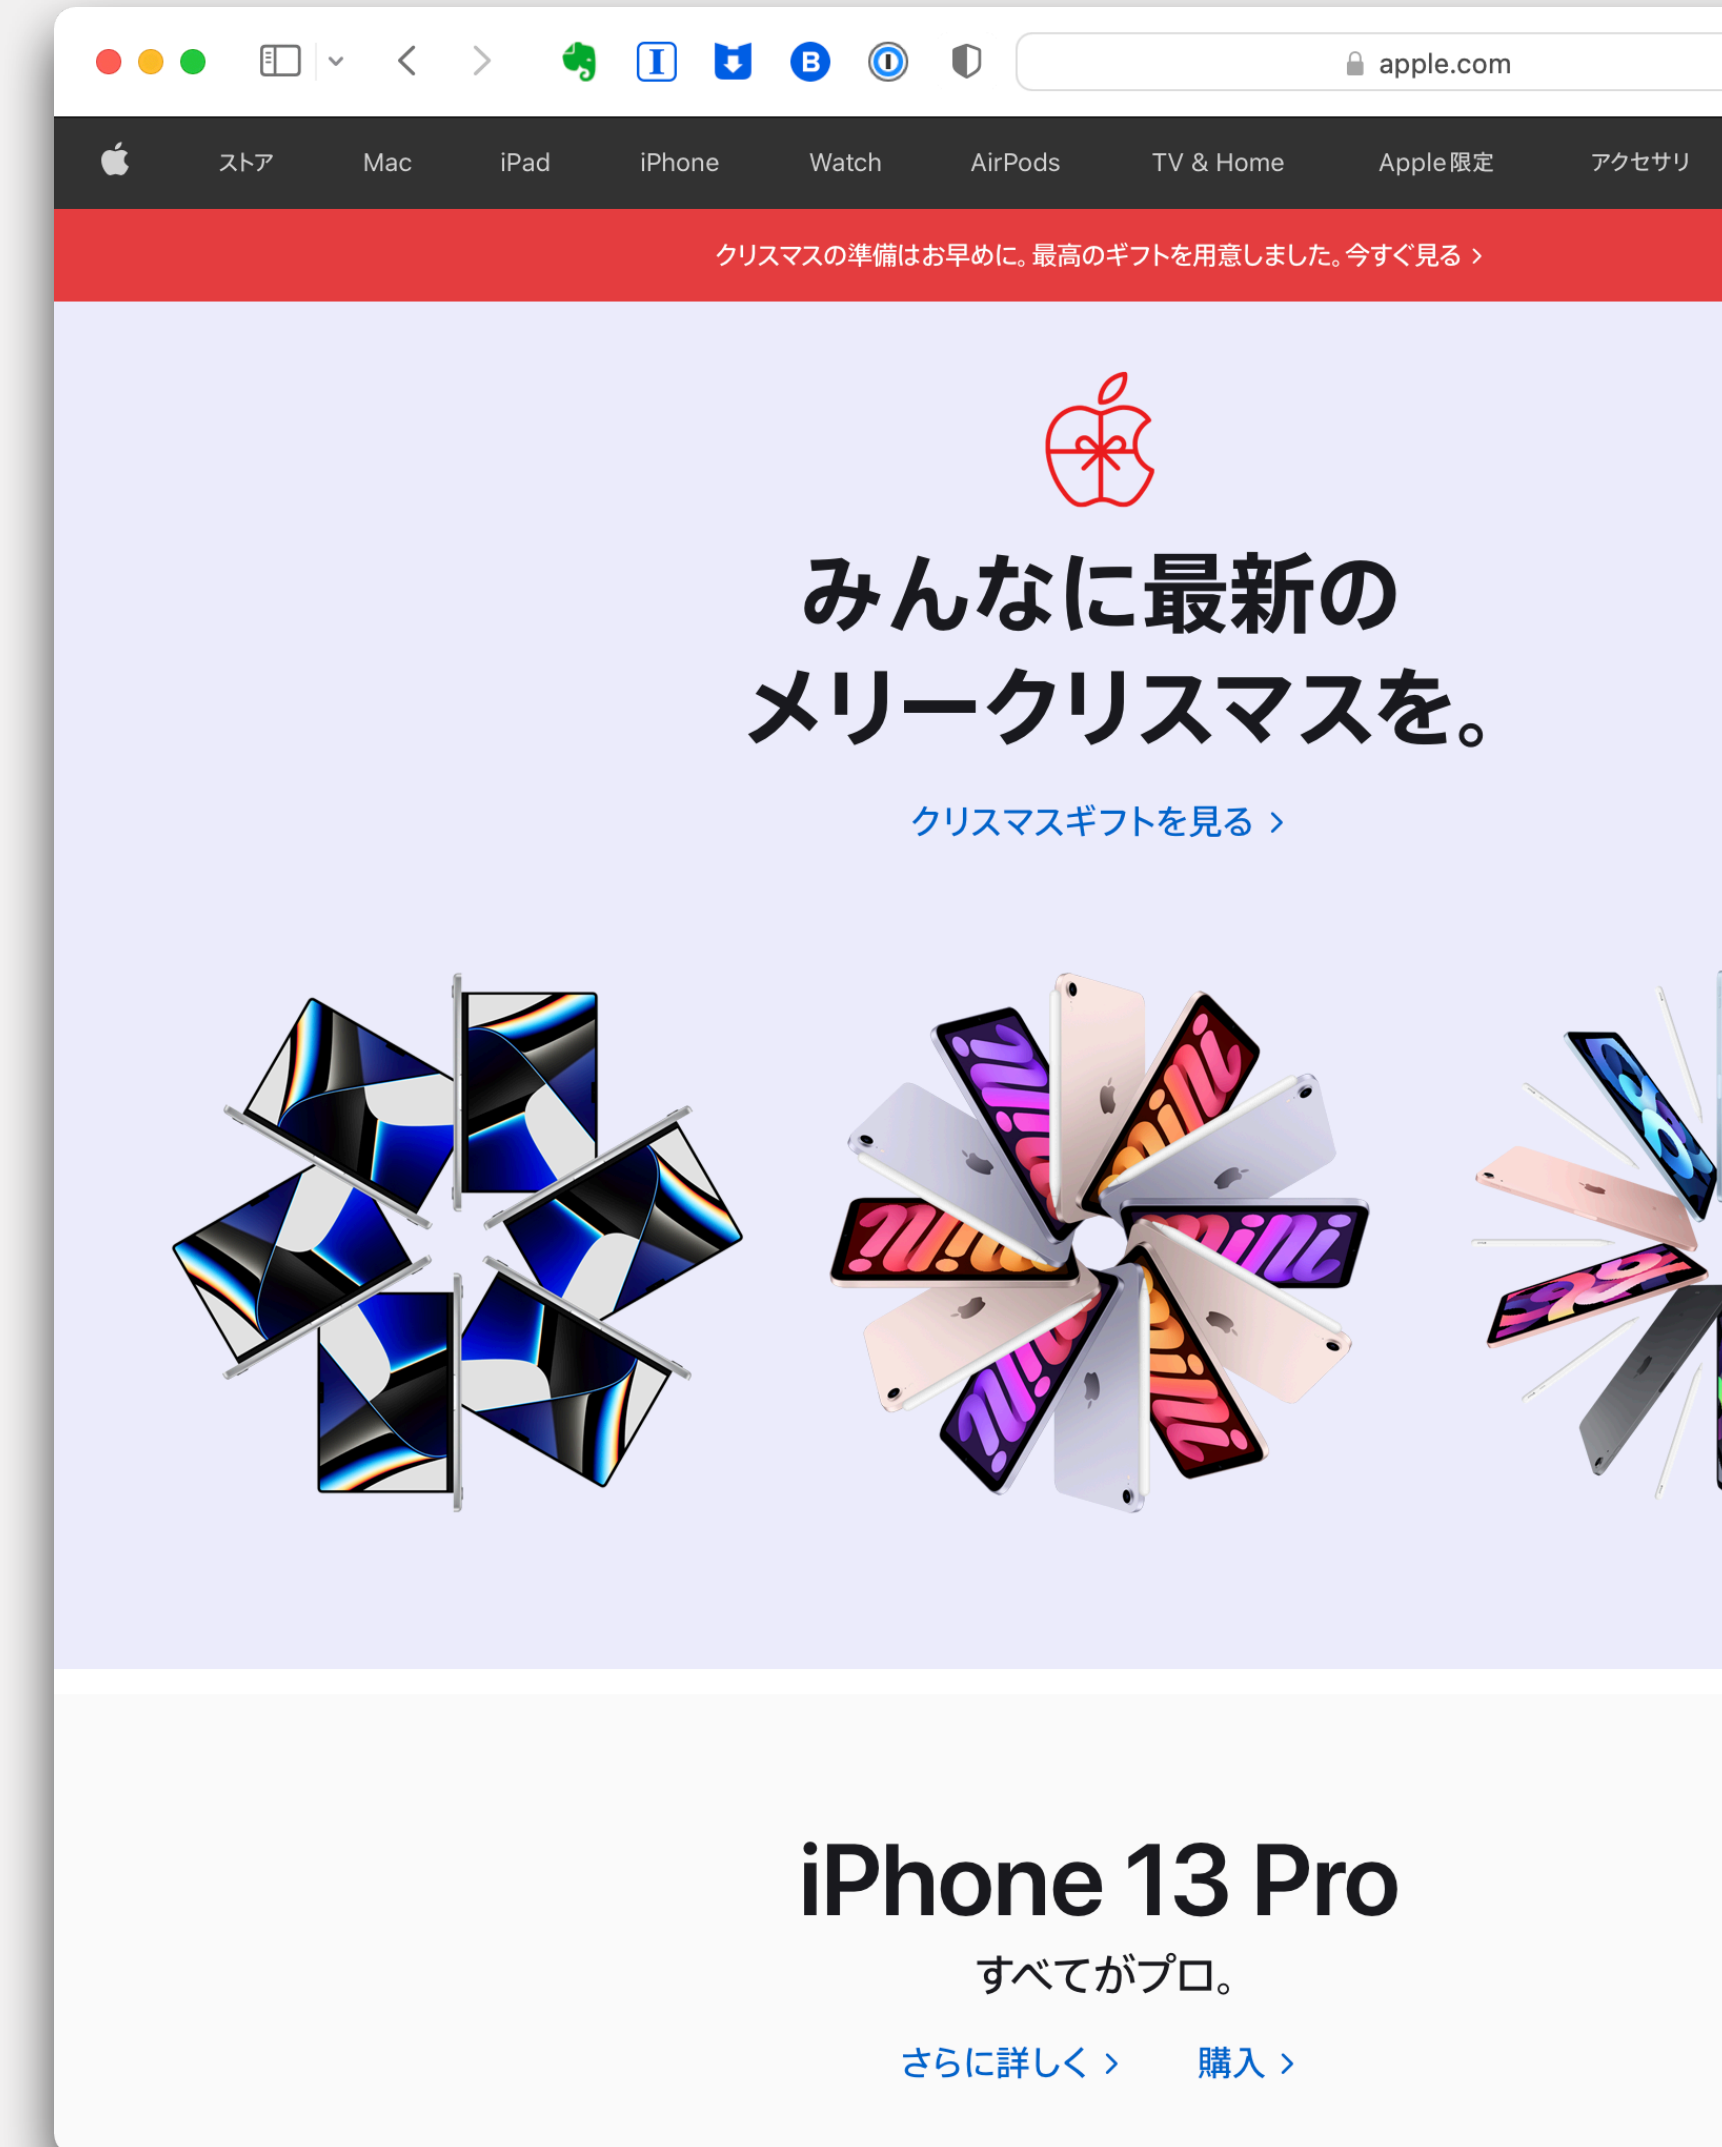 apple.com
ストア Mac iPad iPhone Watch AirPods TV & Home Apple限定 アクセサリ
クリスマスの準備はお早めに。最高のギフトを用意しました。今すぐ見る >
みんなに最新の
メリークリスマスを。
クリスマスギフトを見る >
iPhone 13 Pro
すべてがプロ。
さらに詳しく > 購入 >